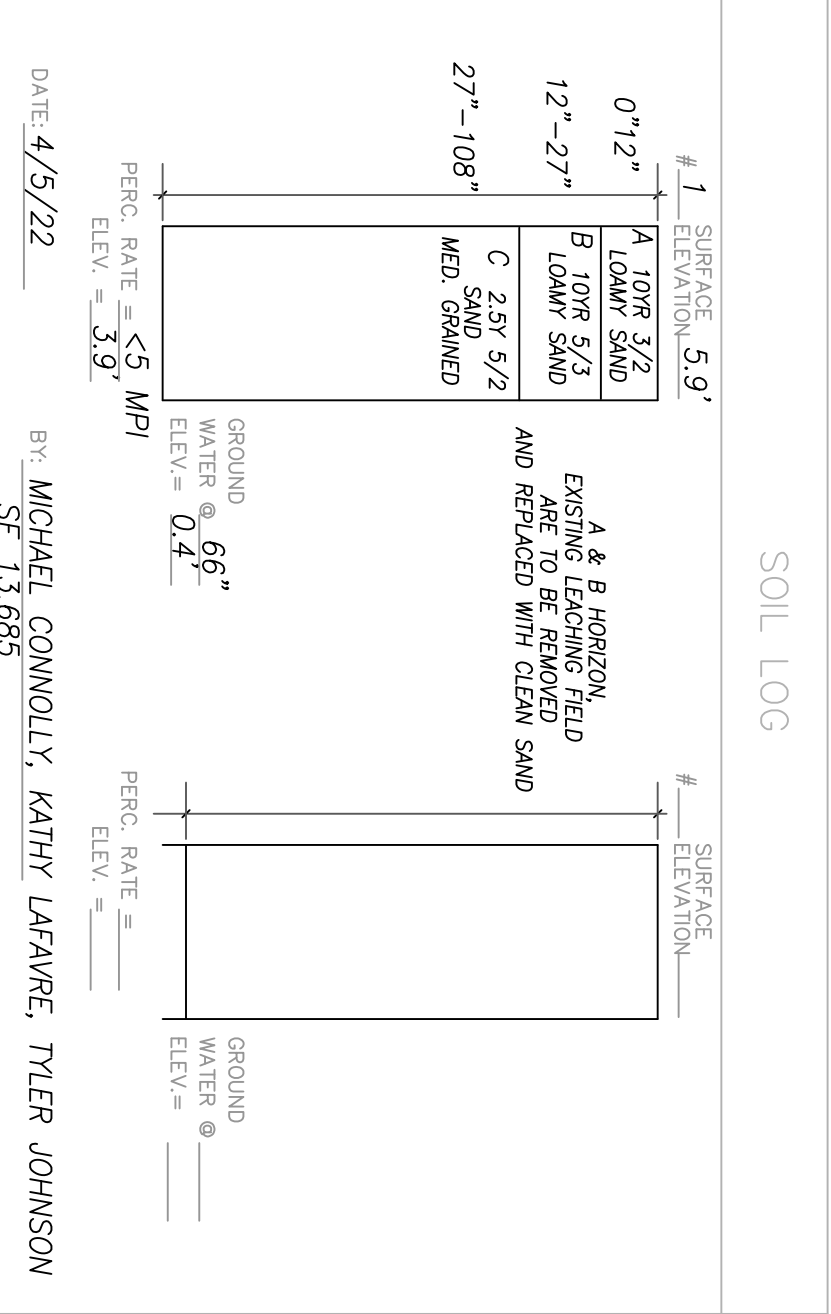 SOIL LOG
# 1 SURFACE ELEVATION 5.9'
0"12"
12"-27"
27"-108"
A 10YR 3/2
LOAMY SAND
B 10YR 5/3
LOAMY SAND
C 2.5Y 5/2
SAND
MED. GRAINED
A & B HORIZON,
EXISTING LEACHING FIELD
ARE TO BE REMOVED
AND REPLACED WITH CLEAN SAND
GROUND
WATER @ 66"
ELEV.= 0.4'
PERC. RATE = <5 MPI
ELEV. = 3.9'
# SURFACE ELEVATION
GROUND
WATER @
ELEV.=
PERC. RATE =
ELEV. =
DATE: 4/5/22 BY: MICHAEL CONNOLLY, KATHY LAFAVRE, TYLER JOHNSON
SE 13,685